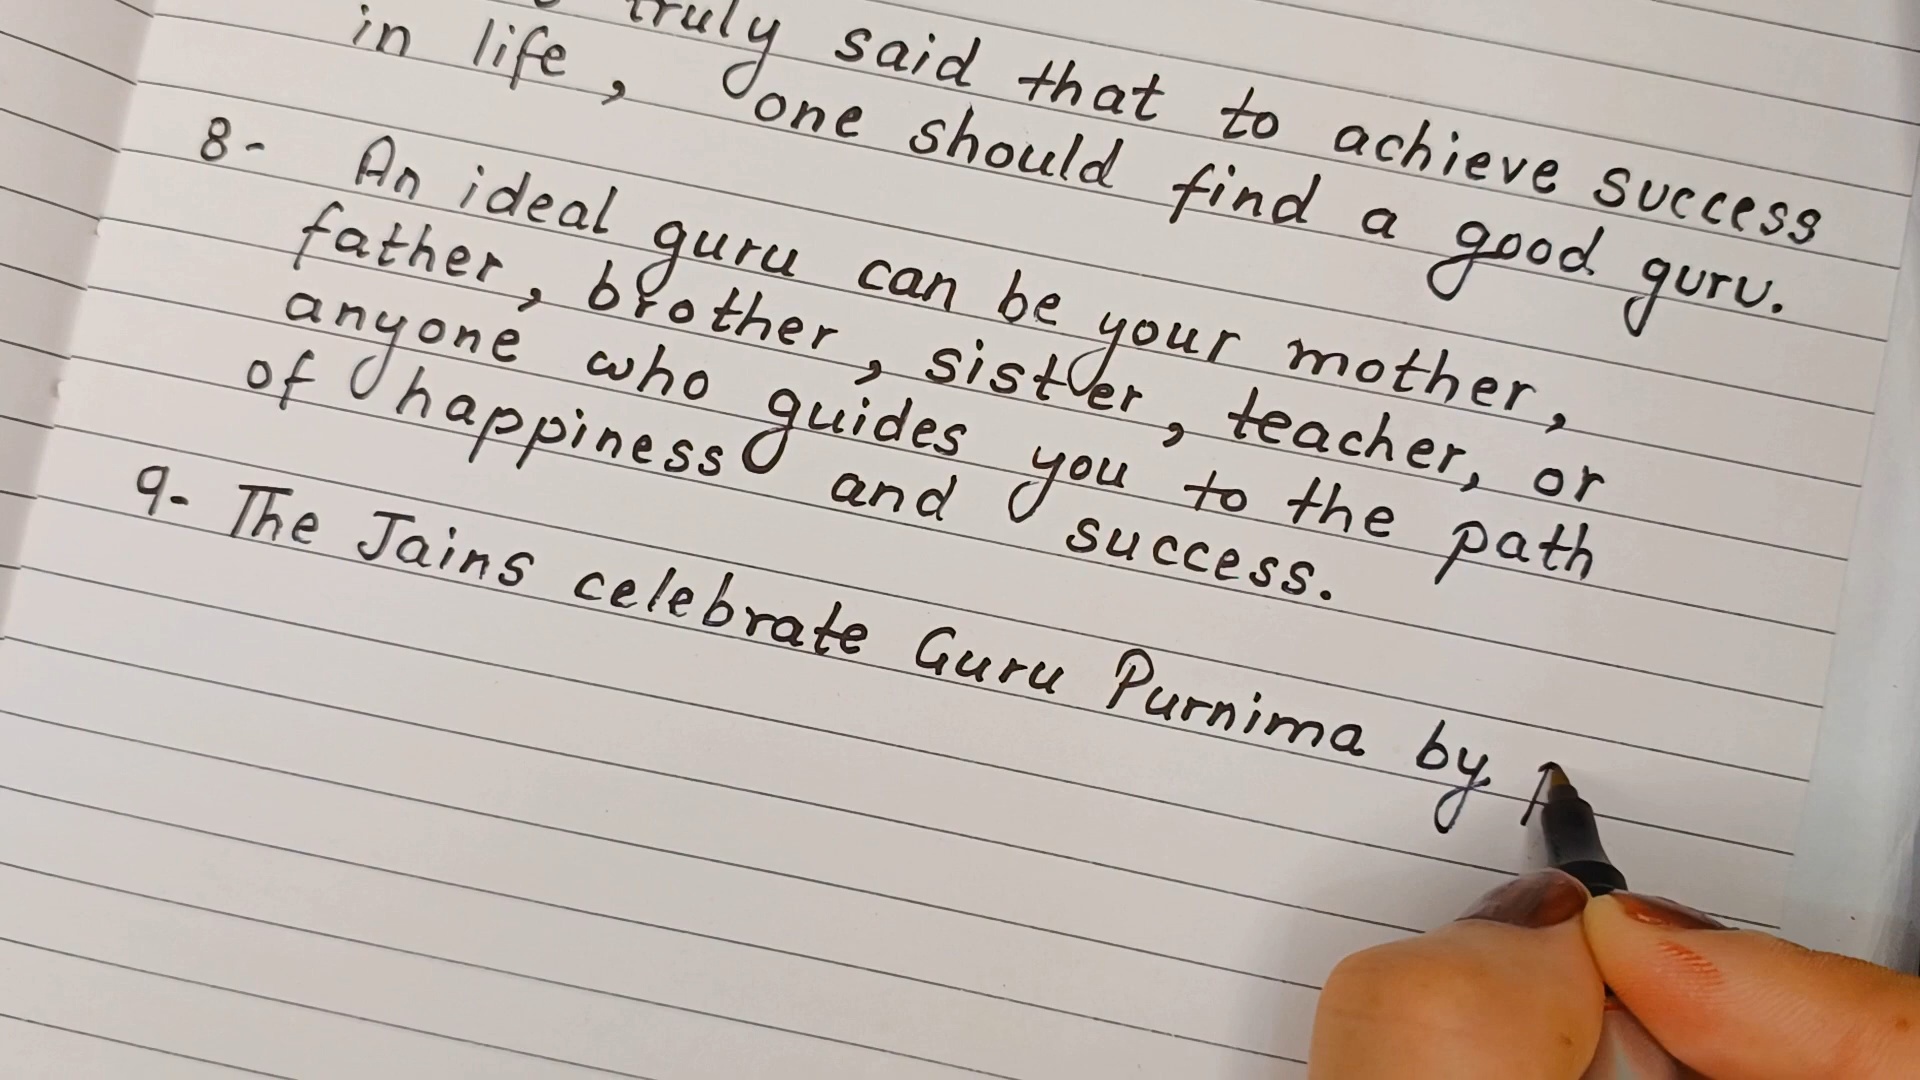 truly said that to achieve success
in life, one should find a good guru.
8- An ideal guru can be your mother,
father, brother, sister, teacher, or
anyone who guides you to the path
of happiness and success.
9- The Jains celebrate Guru Purnima by